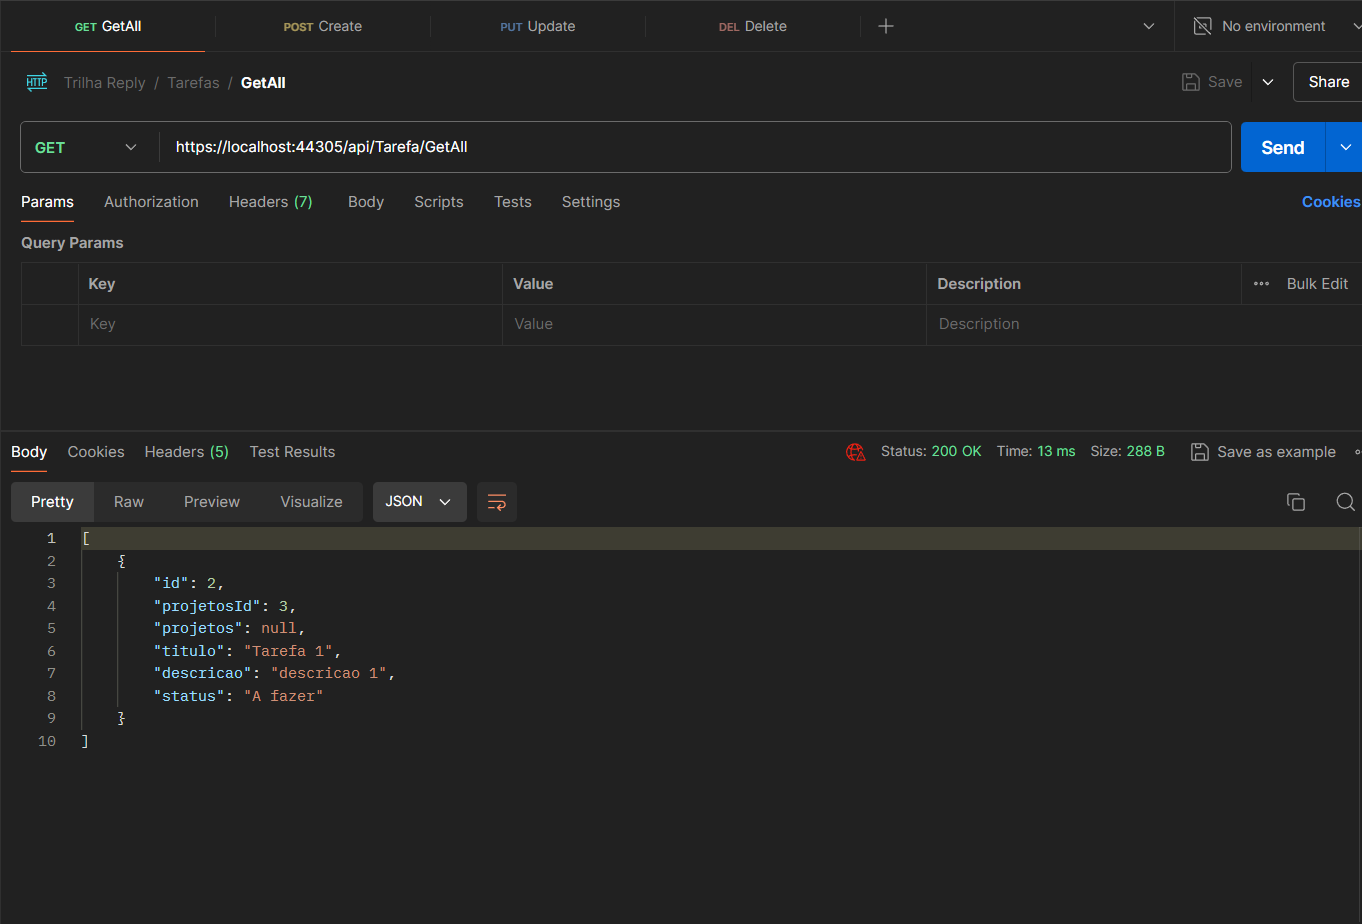 GET GetAll POST Create PUT Update DEL Delete No environment
HTTP Trilha Reply / Tarefas / GetAll Save Share
GET https://localhost:44305/api/Tarefa/GetAll Send
Params Authorization Headers (7) Body Scripts Tests Settings Cookies
Query Params
Key Value Description Bulk Edit
Key Value Description
Body Cookies Headers (5) Test Results Status: 200 OK Time: 13 ms Size: 288 B Save as example
Pretty Raw Preview Visualize JSON
1 [
2 {
3 "id": 2,
4 "projetosId": 3,
5 "projetos": null,
6 "titulo": "Tarefa 1",
7 "descricao": "descricao 1",
8 "status": "A fazer"
9 }
10 ]